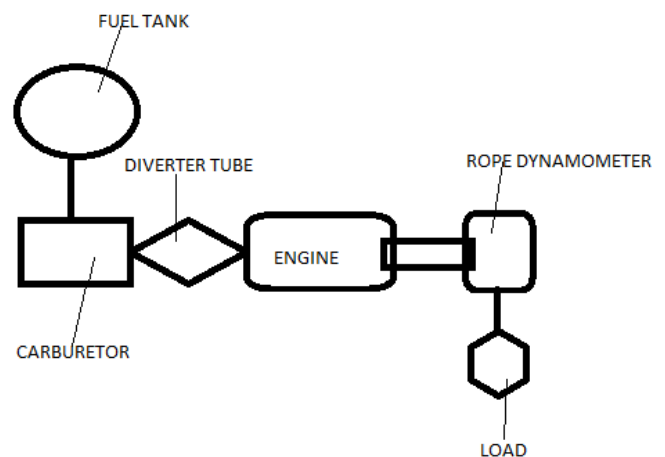 FUEL TANK
DIVERTER TUBE
ROPE DYNAMOMETER
ENGINE
CARBURETOR
LOAD